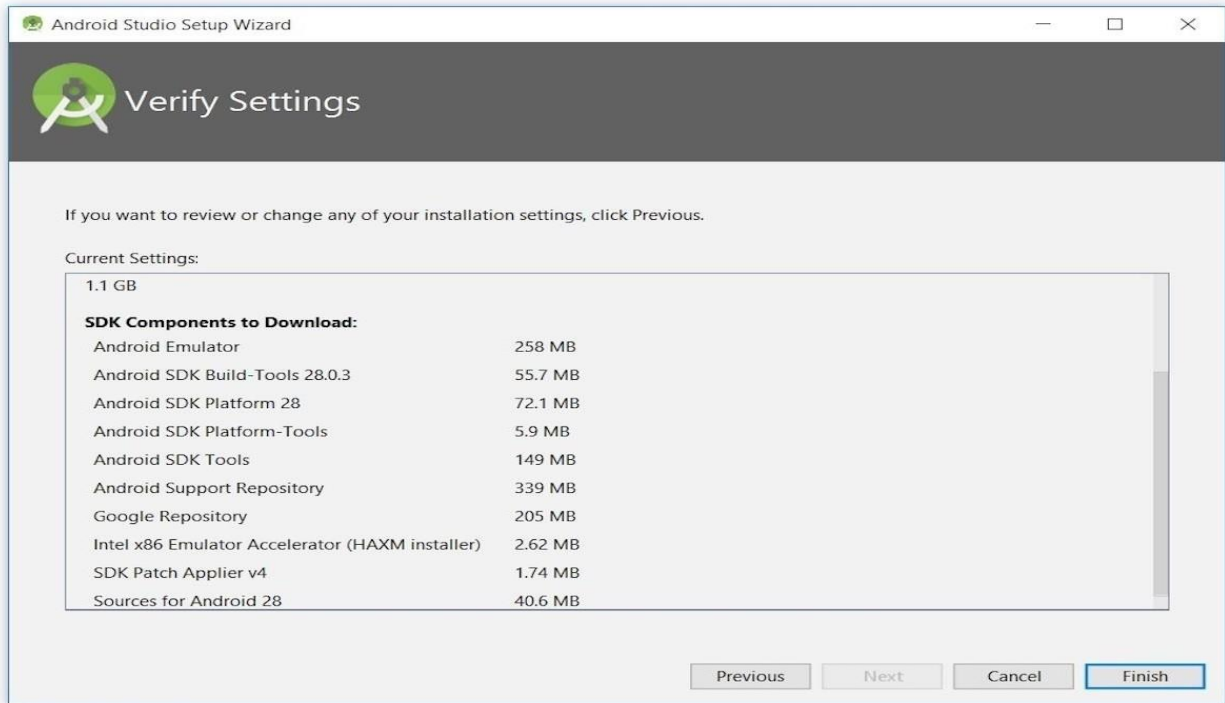 Android Studio Setup Wizard
Verify Settings
If you want to review or change any of your installation settings, click Previous.
Current Settings:
1.1 GB
SDK Components to Download:
Android Emulator 258 MB
Android SDK Build-Tools 28.0.3 55.7 MB
Android SDK Platform 28 72.1 MB
Android SDK Platform-Tools 5.9 MB
Android SDK Tools 149 MB
Android Support Repository 339 MB
Google Repository 205 MB
Intel x86 Emulator Accelerator (HAXM installer) 2.62 MB
SDK Patch Applier v4 1.74 MB
Sources for Android 28 40.6 MB
Previous Next Cancel Finish